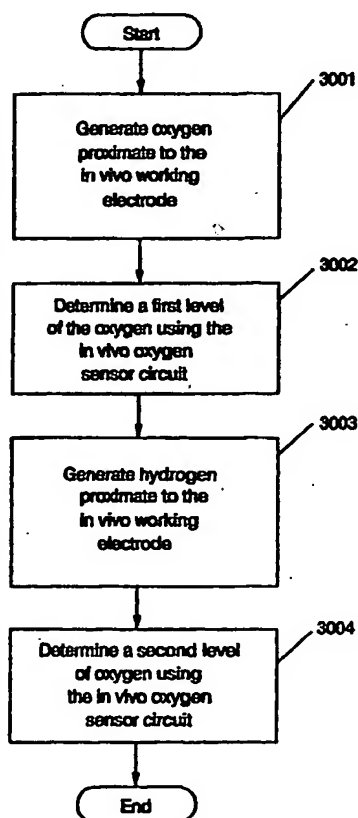 Start
3001
Generate oxygen
proximate to the
in vivo working
electrode
3002
Determine a first level
of the oxygen using the
in vivo oxygen
sensor circuit
3003
Generate hydrogen
proximate to the
in vivo working
electrode
3004
Determine a second level
of oxygen using
the in vivo oxygen
sensor circuit
End